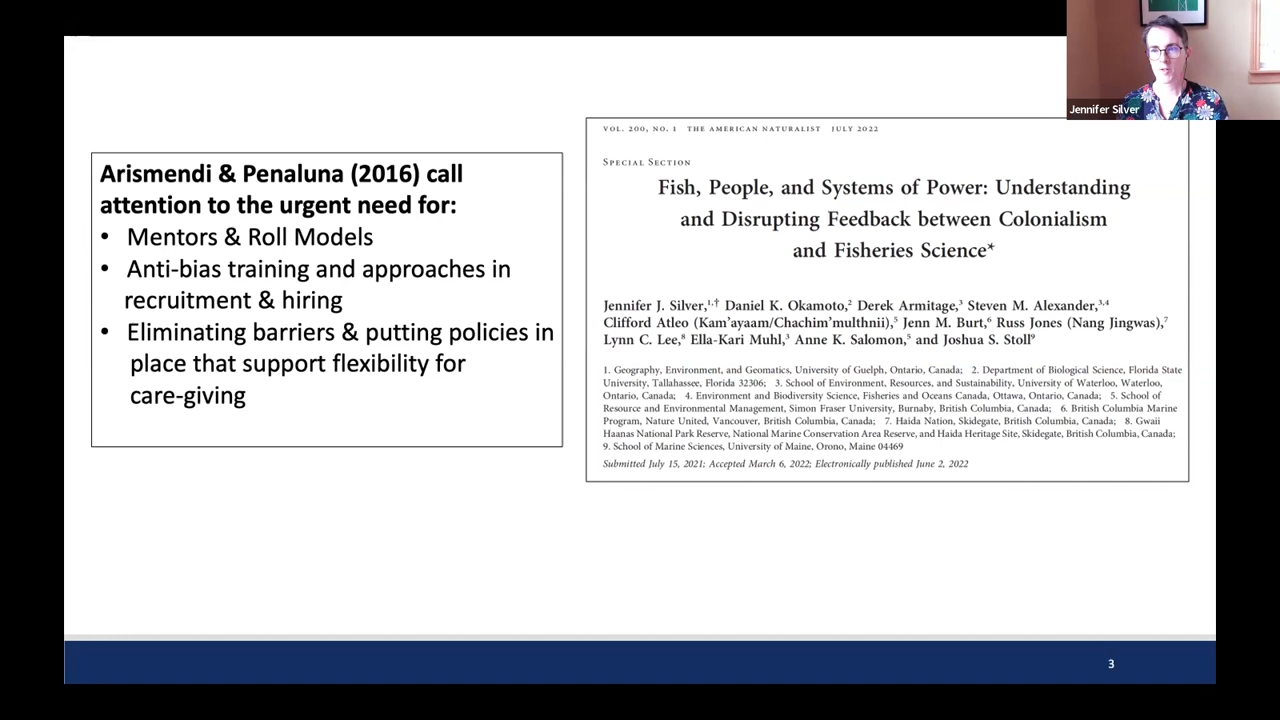 Jennifer Silver
Arismendi & Penaluna (2016) call
attention to the urgent need for:
• Mentors & Roll Models
• Anti-bias training and approaches in
recruitment & hiring
• Eliminating barriers & putting policies in
place that support flexibility for
care-giving
VOL. 200, NO. 1 THE AMERICAN NATURALIST JULY 2022
Special Section
Fish, People, and Systems of Power: Understanding
and Disrupting Feedback between Colonialism
and Fisheries Science*
Jennifer J. Silver,1,† Daniel K. Okamoto,2 Derek Armitage,3 Steven M. Alexander,3,4
Clifford Atleo (Kam'ayaam/Chachim'multhnii),5 Jenn M. Burt,6 Russ Jones (Nang Jingwas),7
Lynn C. Lee,8 Ella-Kari Muhl,3 Anne K. Salomon,5 and Joshua S. Stoll9
1. Geography, Environment, and Geomatics, University of Guelph, Ontario, Canada; 2. Department of Biological Science, Florida State
University, Tallahassee, Florida 32306; 3. School of Environment, Resources, and Sustainability, University of Waterloo, Waterloo,
Ontario, Canada; 4. Environment and Biodiversity Science, Fisheries and Oceans Canada, Ottawa, Ontario, Canada; 5. School of
Resource and Environmental Management, Simon Fraser University, Burnaby, British Columbia, Canada; 6. British Columbia Marine
Program, Nature United, Vancouver, British Columbia, Canada; 7. Haida Nation, Skidegate, British Columbia, Canada; 8. Gwaii
Haanas National Park Reserve, National Marine Conservation Area Reserve, and Haida Heritage Site, Skidegate, British Columbia, Canada;
9. School of Marine Sciences, University of Maine, Orono, Maine 04469
Submitted July 15, 2021; Accepted March 6, 2022; Electronically published June 2, 2022
3